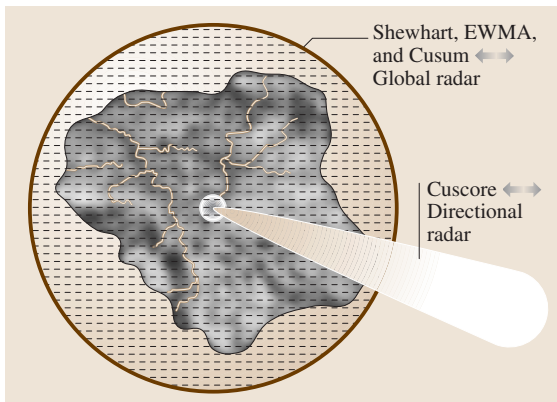 Shewhart, EWMA,
and Cusum ⟺
Global radar
Cuscore ⟺
Directional
radar